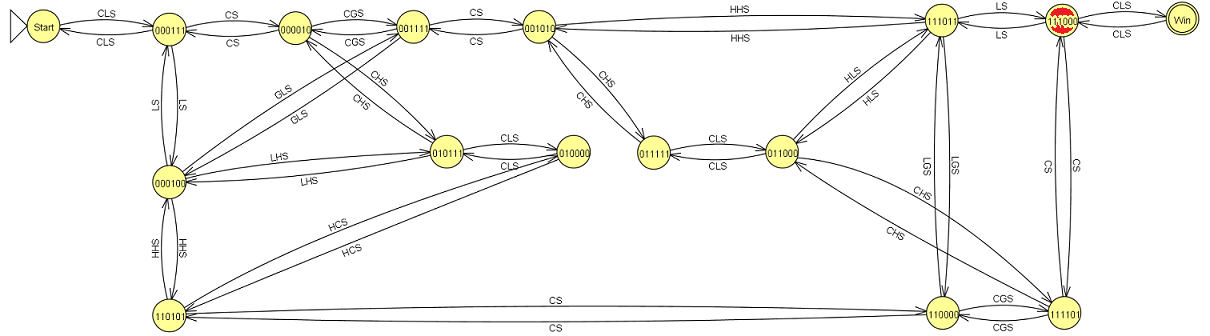 CLS CS CGS CS HHS LS CLS
Start 000111 000010 001111 001010 111011 111000 Win
CLS CS CGS CS HHS LS CLS
GLS CHS CHS HLS
LS LS GLS CHS CHS HLS
CLS CLS
LHS 010111 010000 011111 011000 LGS LGS CS CS
CLS CLS
000100 LHS
CHS
HCS
HHS HHS HCS CHS
CS CGS
110101 110000 111101
CS CGS